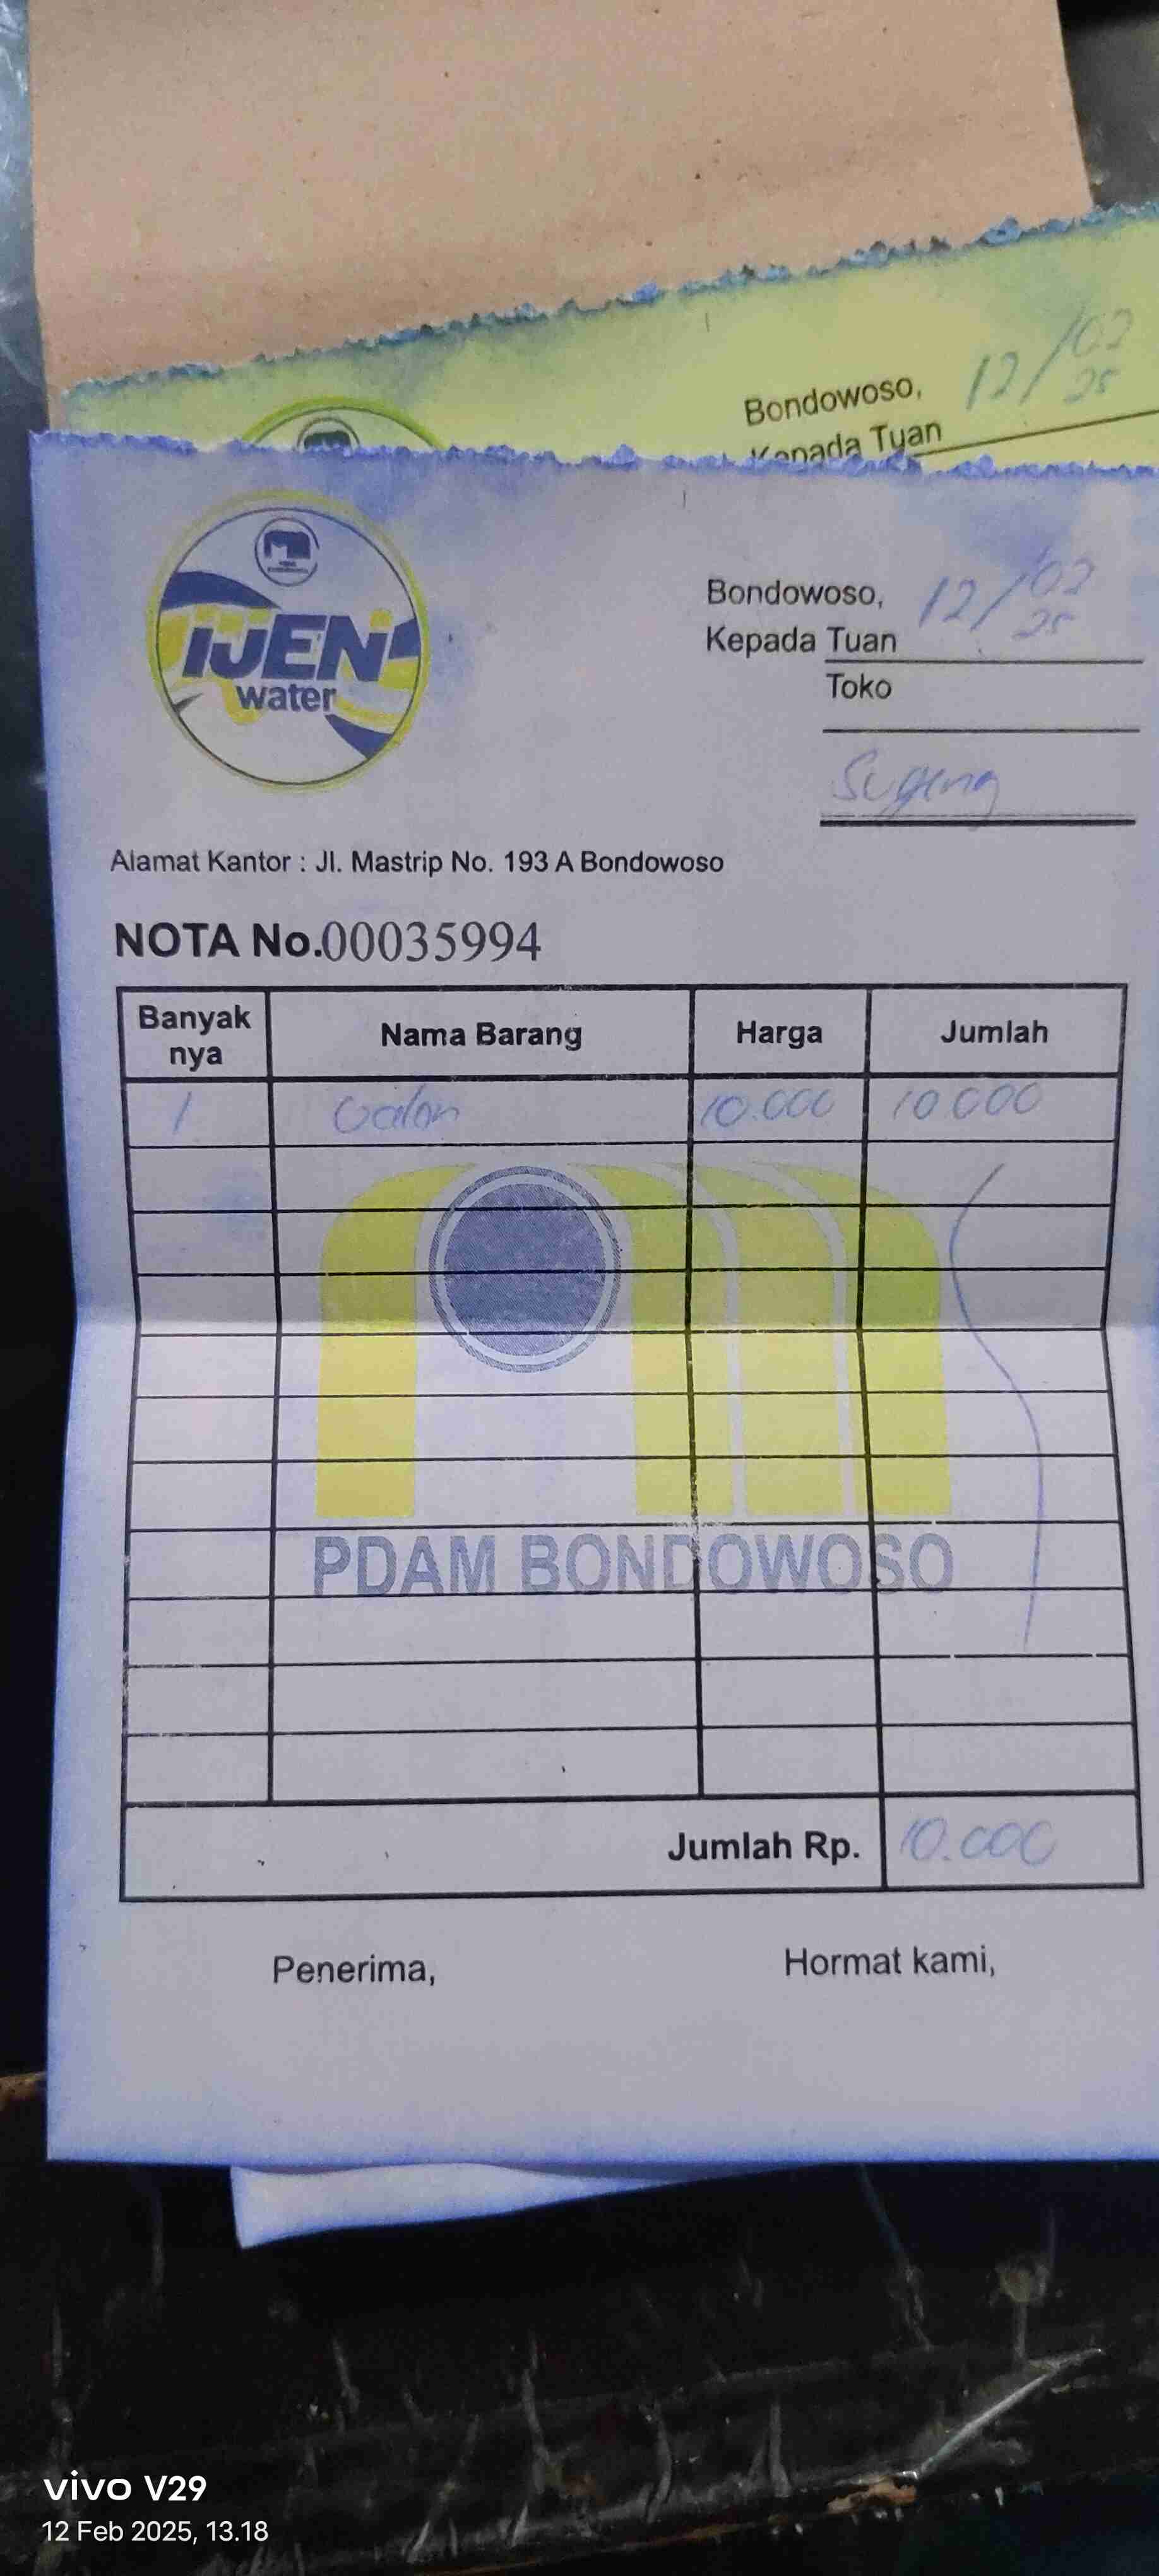 Bondowoso, 12/02 25
Kepada Tuan
IJEN
water
Bondowoso, 12/02 25
Kepada Tuan
Toko
Sugeng
Alamat Kantor : Jl. Mastrip No. 193 A Bondowoso
NOTA No.00035994
Banyak nya Nama Barang Harga Jumlah
1 Galon 10.000 10.000
PDAM BONDOWOSO
Jumlah Rp. 10.000
Penerima, Hormat kami,
vivo V29
12 Feb 2025, 13.18